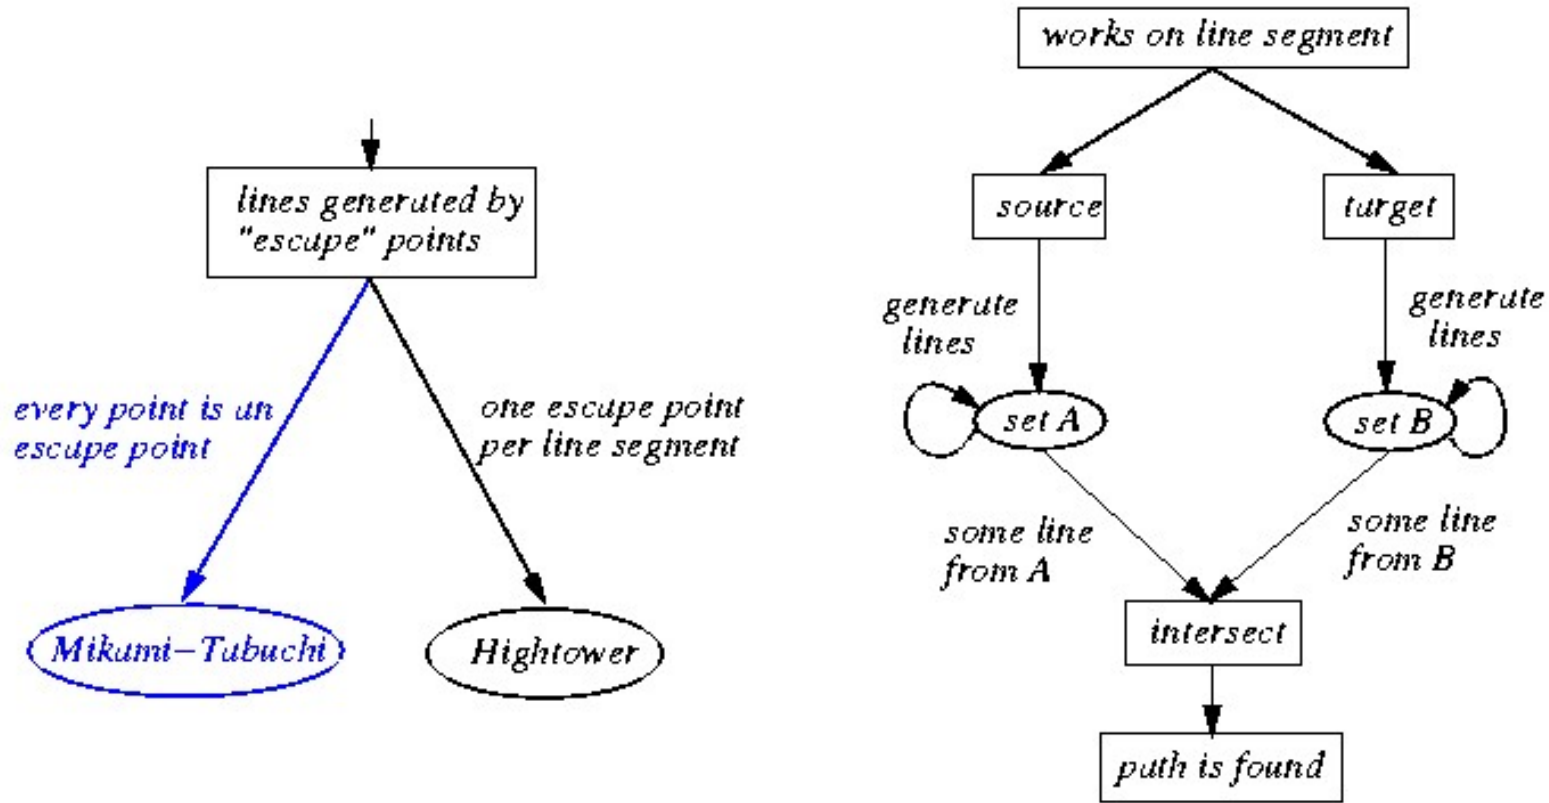 lines generated by
"escape" points
every point is an
escape point
one escape point
per line segment
Mikami-Tabuchi
Hightower
works on line segment
source
target
generate
lines
generate
lines
set A
set B
some line
from A
some line
from B
intersect
path is found